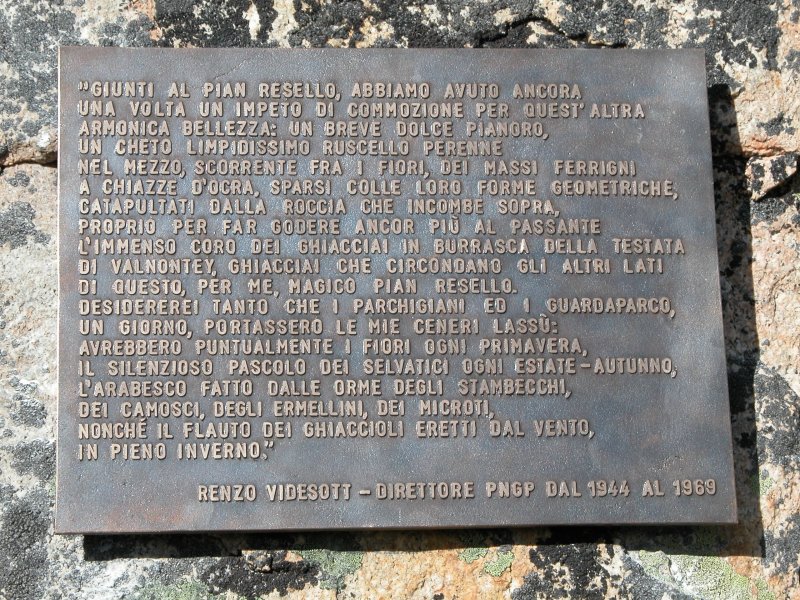 "GIUNTI AL PIAN RESELLO, ABBIAMO AVUTO ANCORA
UNA VOLTA UN IMPETO DI COMMOZIONE PER QUEST'ALTRA
ARMONICA BELLEZZA: UN BREVE DOLCE PIANORO,
UN CHETO LIMPIDISSIMO RUSCELLO PERENNE
NEL MEZZO, SCORRENTE FRA I FIORI, DEI MASSI FERRIGNI
A CHIAZZE D'OCRA, SPARSI COLLE LORO FORME GEOMETRICHE,
CATAPULTATI DALLA ROCCIA CHE INCOMBE SOPRA,
PROPRIO PER FAR GODERE ANCOR PIÙ AL PASSANTE
L'IMMENSO CORO DEI GHIACCIAI IN BURRASCA DELLA TESTATA
DI VALNONTEY, GHIACCIAI CHE CIRCONDANO GLI ALTRI LATI
DI QUESTO, PER ME, MAGICO PIAN RESELLO.
DESIDEREREI TANTO CHE I PARCHIGIANI ED I GUARDAPARCO,
UN GIORNO, PORTASSERO LE MIE CENERI LASSÙ:
AVREBBERO PUNTUALMENTE I FIORI OGNI PRIMAVERA,
IL SILENZIOSO PASCOLO DEI SELVATICI OGNI ESTATE-AUTUNNO,
L'ARABESCO FATTO DALLE ORME DEGLI STAMBECCHI,
DEI CAMOSCI, DEGLI ERMELLINI, DEI MICROTI,
NONCHÉ IL FLAUTO DEI GHIACCIOLI ERETTI DAL VENTO,
IN PIENO INVERNO."
RENZO VIDESOTT - DIRETTORE PNGP DAL 1944 AL 1969